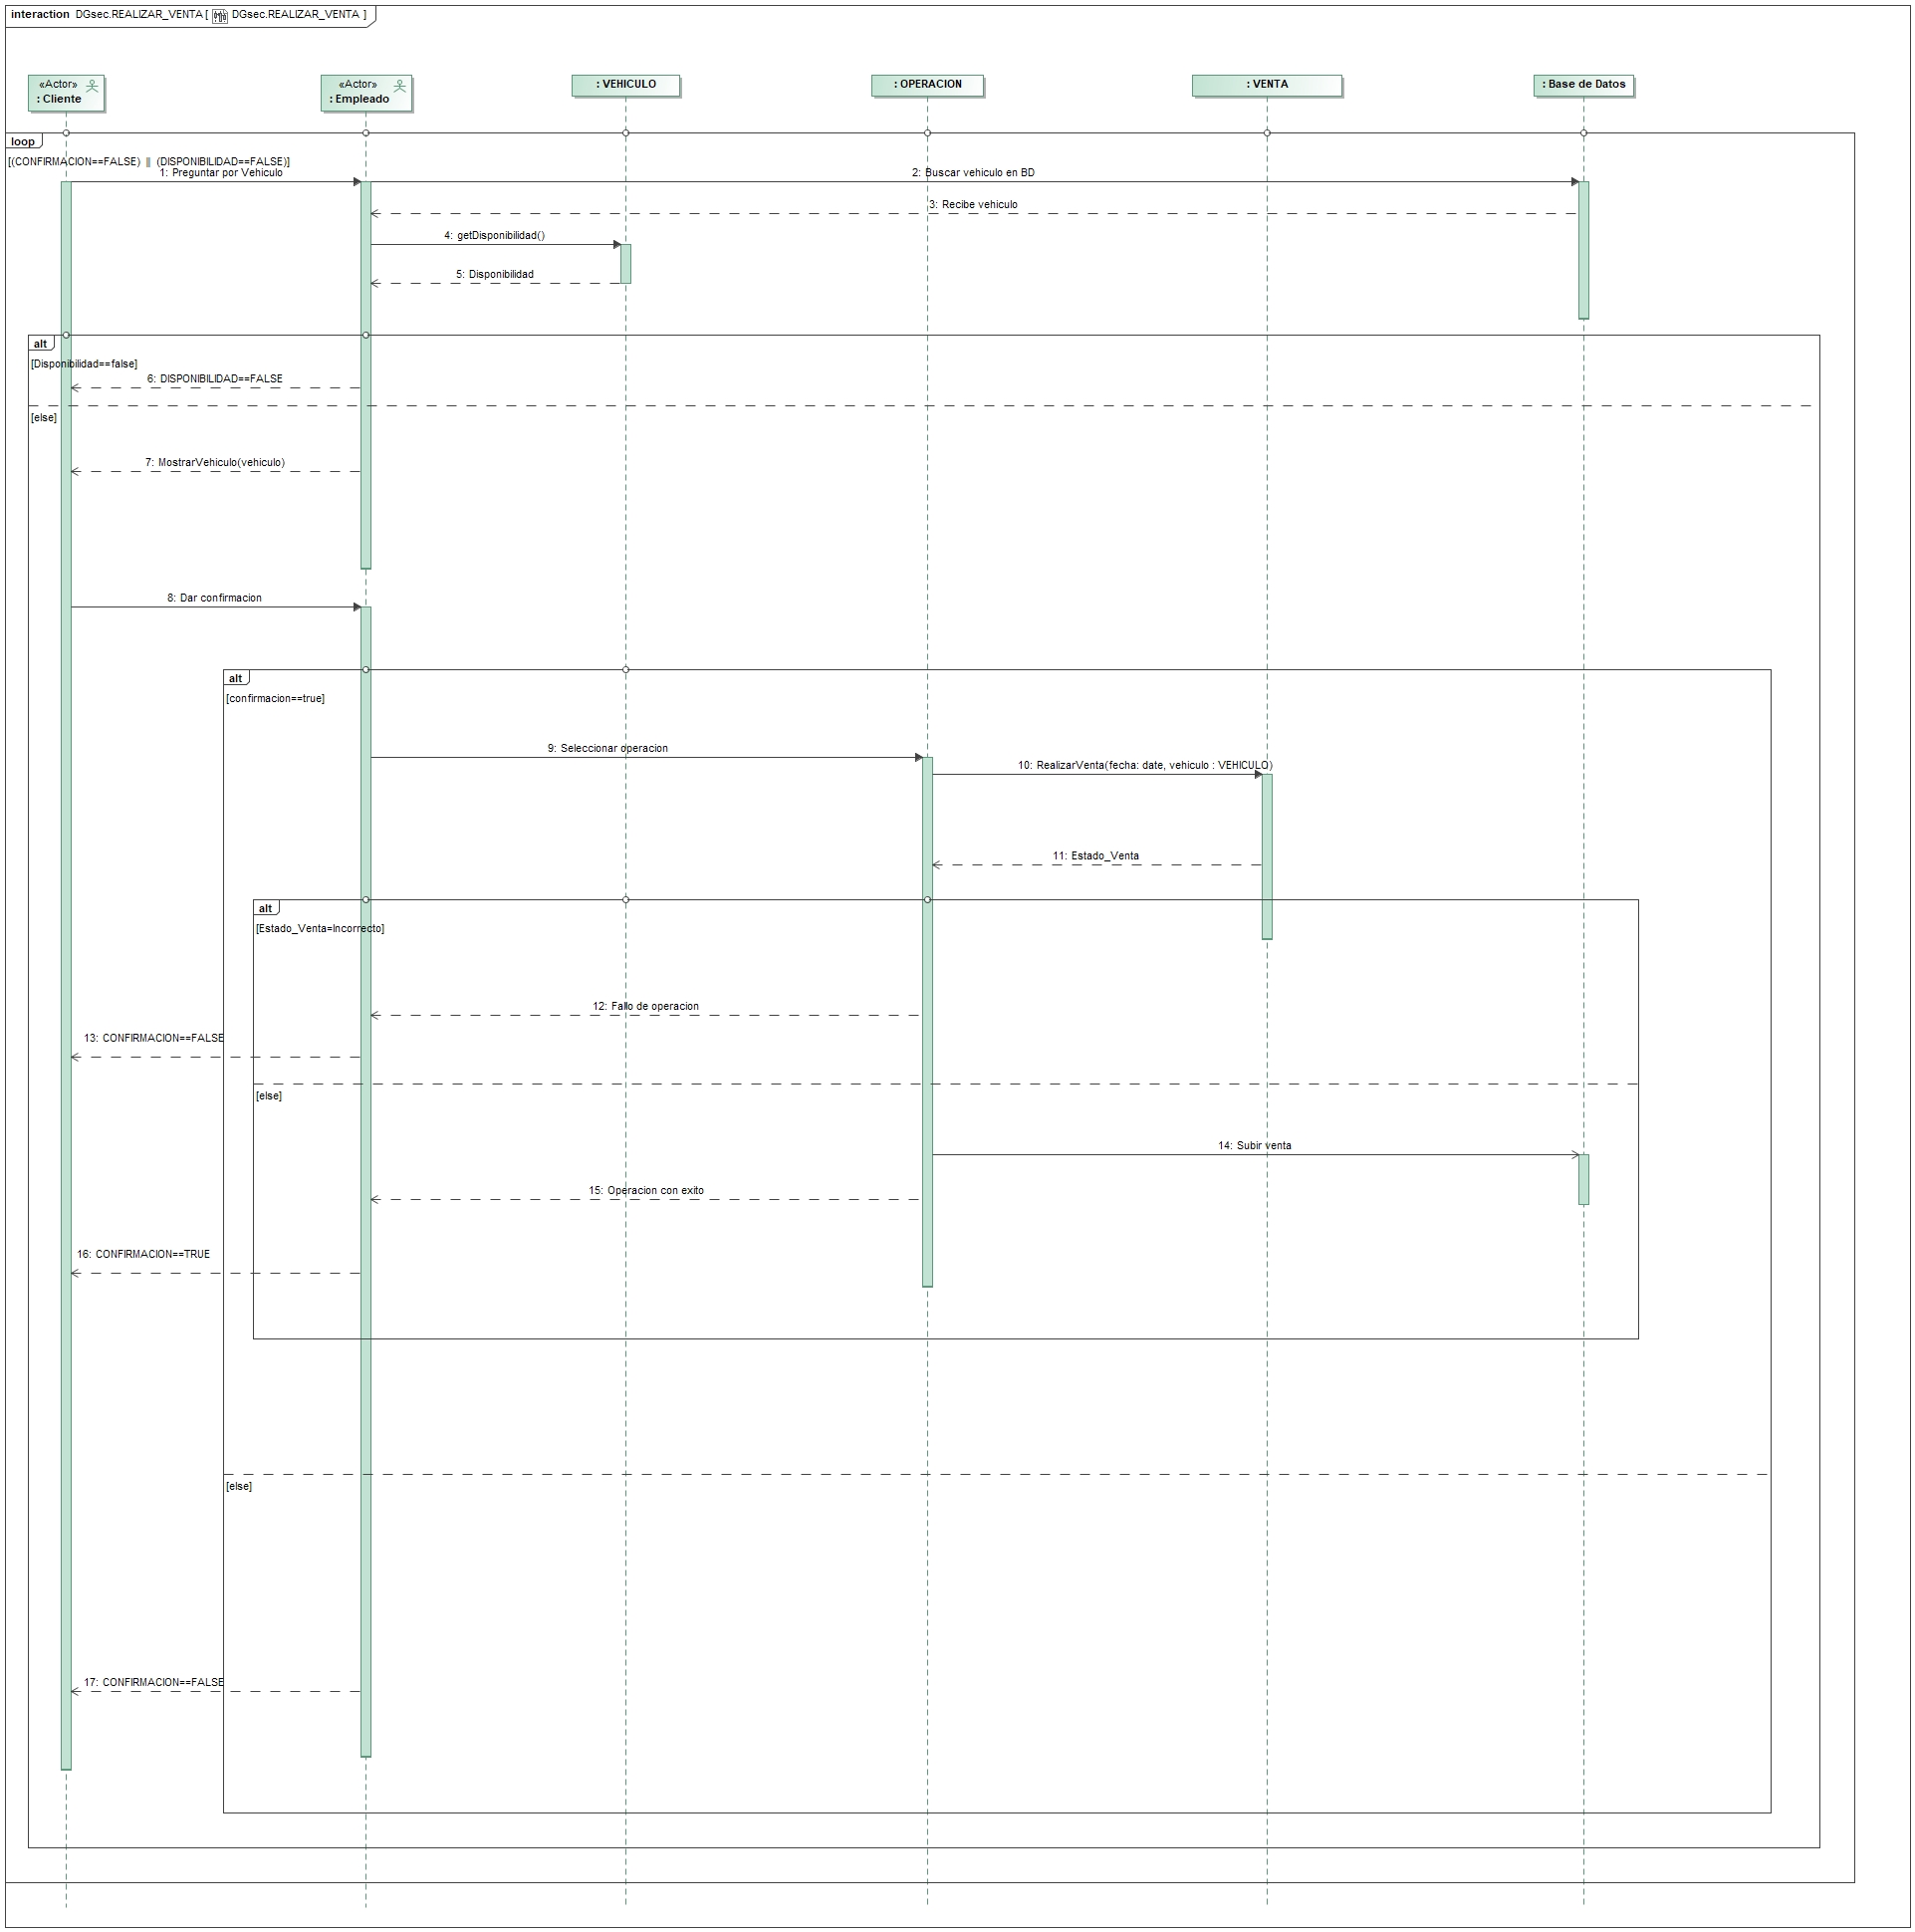 interaction DGsec.REALIZAR_VENTA [ DGsec.REALIZAR_VENTA ]
«Actor»
: Cliente
«Actor»
: Empleado
: VEHICULO
: OPERACION
: VENTA
: Base de Datos
loop
[(CONFIRMACION==FALSE) || (DISPONIBILIDAD==FALSE)]
1: Preguntar por Vehiculo
2: Buscar vehiculo en BD
3: Recibe vehiculo
4: getDisponibilidad()
5: Disponibilidad
alt
[Disponibilidad==false]
6: DISPONIBILIDAD==FALSE
[else]
7: MostrarVehiculo(vehiculo)
8: Dar confirmacion
alt
[confirmacion==true]
9: Seleccionar operacion
10: RealizarVenta(fecha: date, vehiculo : VEHICULO)
11: Estado_Venta
alt
[Estado_Venta=Incorrecto]
12: Fallo de operacion
13: CONFIRMACION==FALSE
[else]
14: Subir venta
15: Operacion con exito
16: CONFIRMACION==TRUE
[else]
17: CONFIRMACION==FALSE